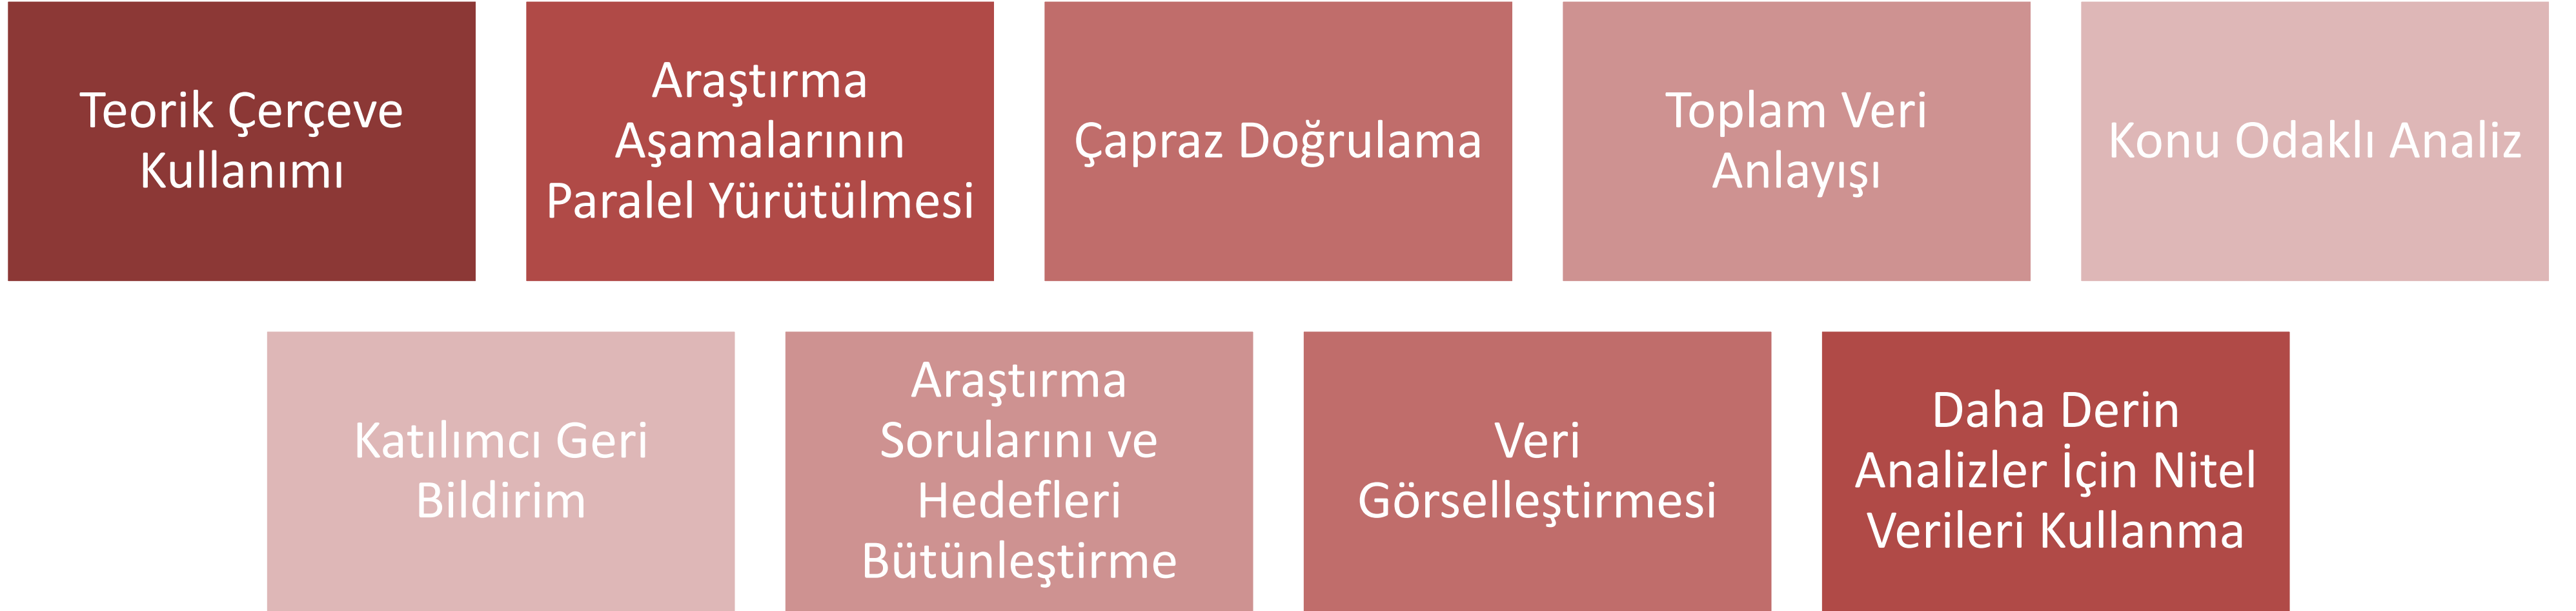 Teorik Çerçeve
Kullanımı
Araştırma
Aşamalarının
Paralel Yürütülmesi
Çapraz Doğrulama
Toplam Veri
Anlayışı
Konu Odaklı Analiz
Katılımcı Geri
Bildirim
Araştırma
Sorularını ve
Hedefleri
Bütünleştirme
Veri
Görselleştirmesi
Daha Derin
Analizler İçin Nitel
Verileri Kullanma